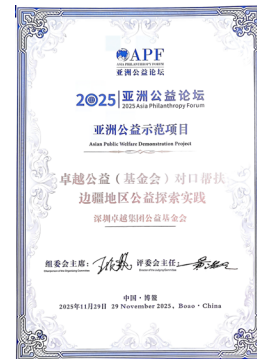 APF
ASIA PHILANTHROPY FORUM
亚洲公益论坛
2025 亚洲公益论坛
2025 Asia Philanthropy Forum
亚洲公益示范项目
Asian Public Welfare Demonstration Project
卓越公益（基金会）对口帮扶
边疆地区公益探索实践
深圳卓越集团公益基金会
组委会主席：
评委会主任：
中国·博鳌
2025年11月29日 29 November 2025, Boao·China